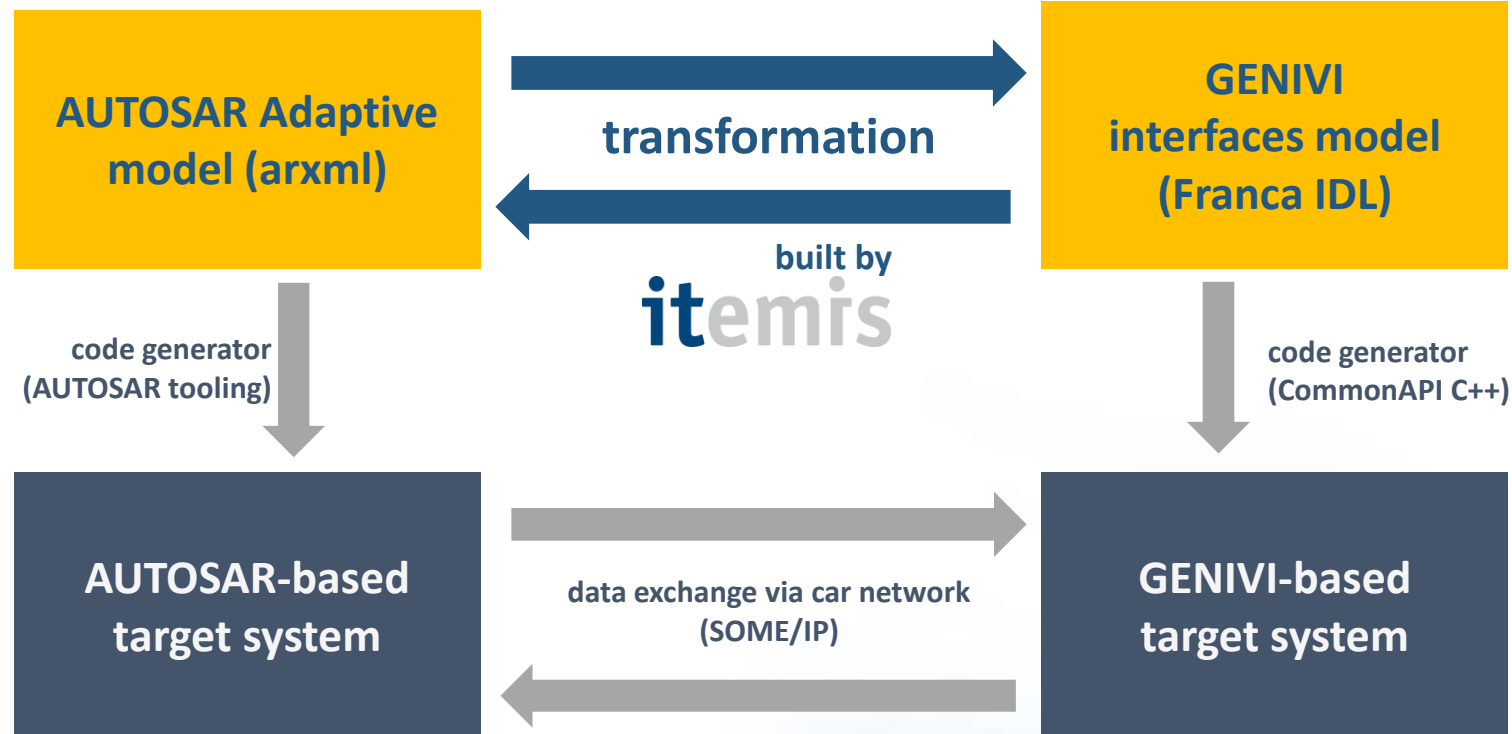 AUTOSAR Adaptive
model (arxml)
transformation
built by
itemis
GENIVI
interfaces model
(Franca IDL)
code generator
(AUTOSAR tooling)
code generator
(CommonAPI C++)
AUTOSAR-based
target system
data exchange via car network
(SOME/IP)
GENIVI-based
target system